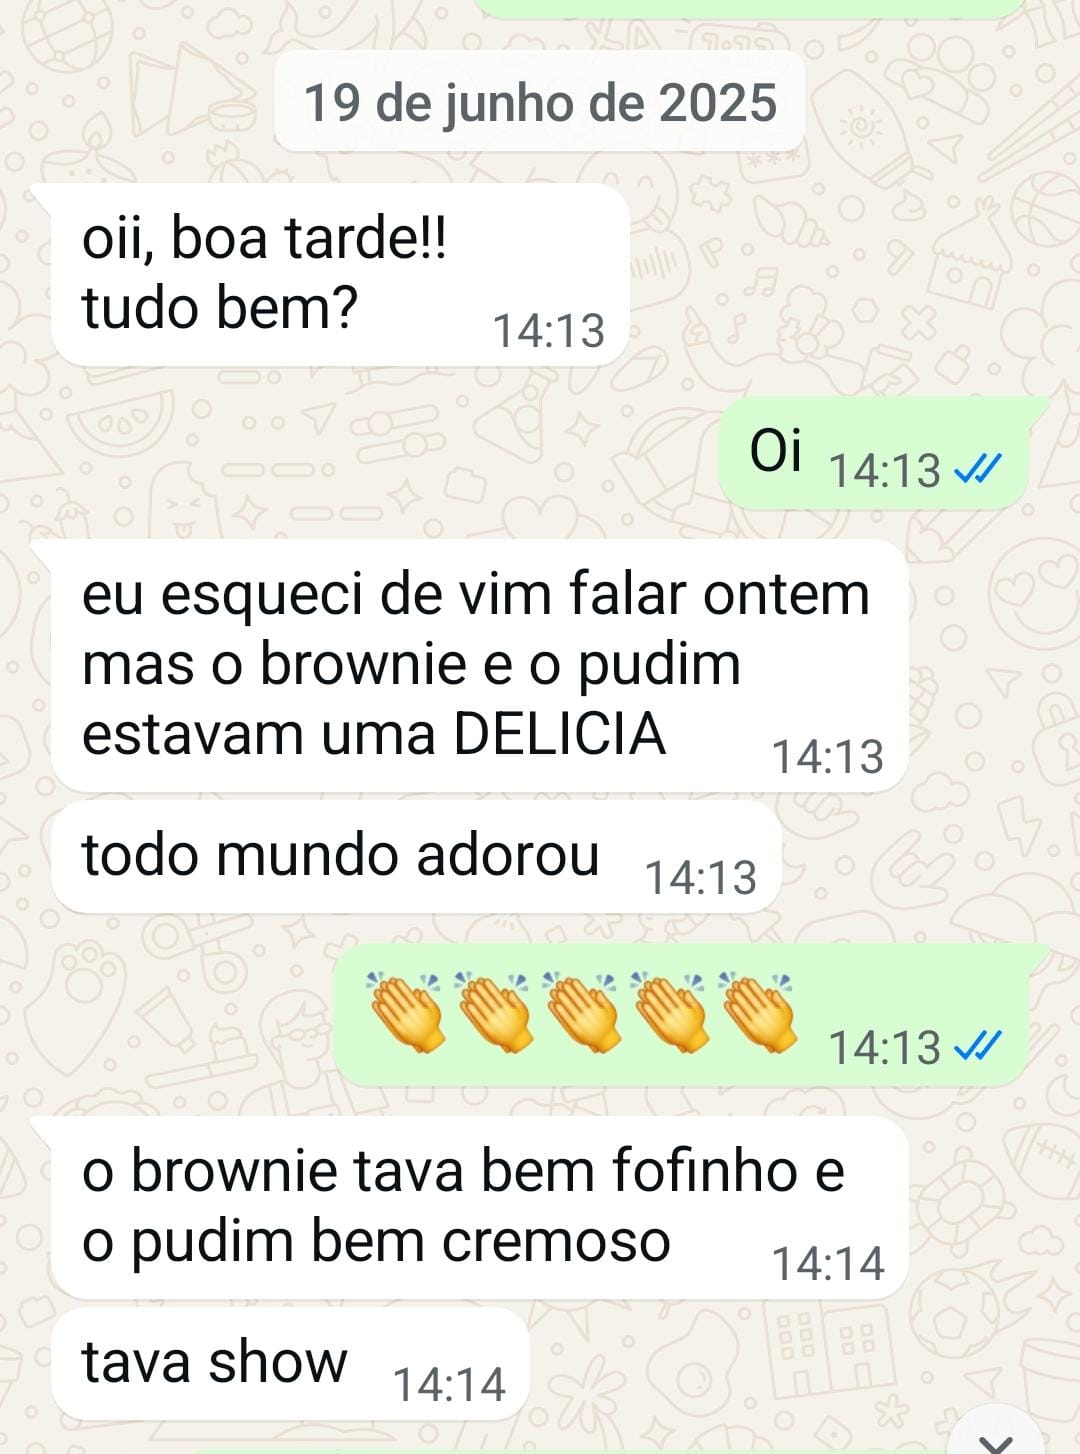 19 de junho de 2025
oii, boa tarde!!
tudo bem?
14:13
Oi
14:13
eu esqueci de vim falar ontem
mas o brownie e o pudim
estavam uma DELICIA
14:13
todo mundo adorou
14:13
👏👏👏👏👏
14:13
o brownie tava bem fofinho e
o pudim bem cremoso
14:14
tava show
14:14